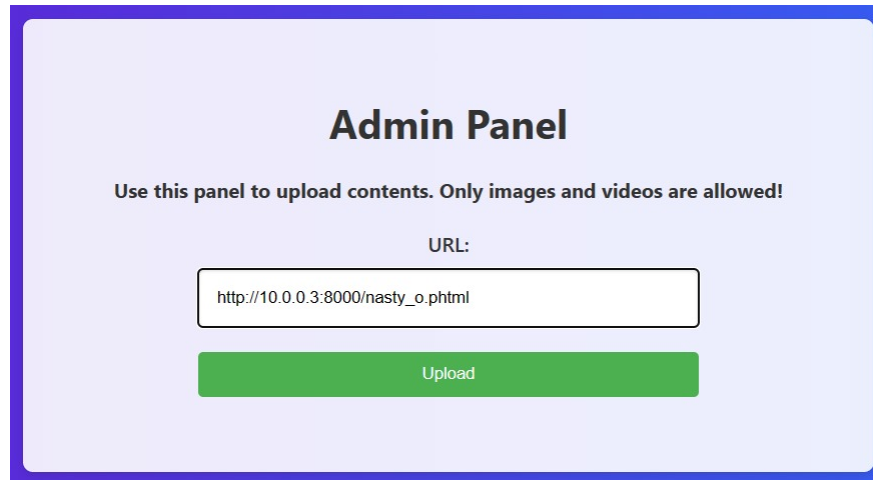 Admin Panel
Use this panel to upload contents. Only images and videos are allowed!
URL:
http://10.0.0.3:8000/nasty_o.phtml
Upload